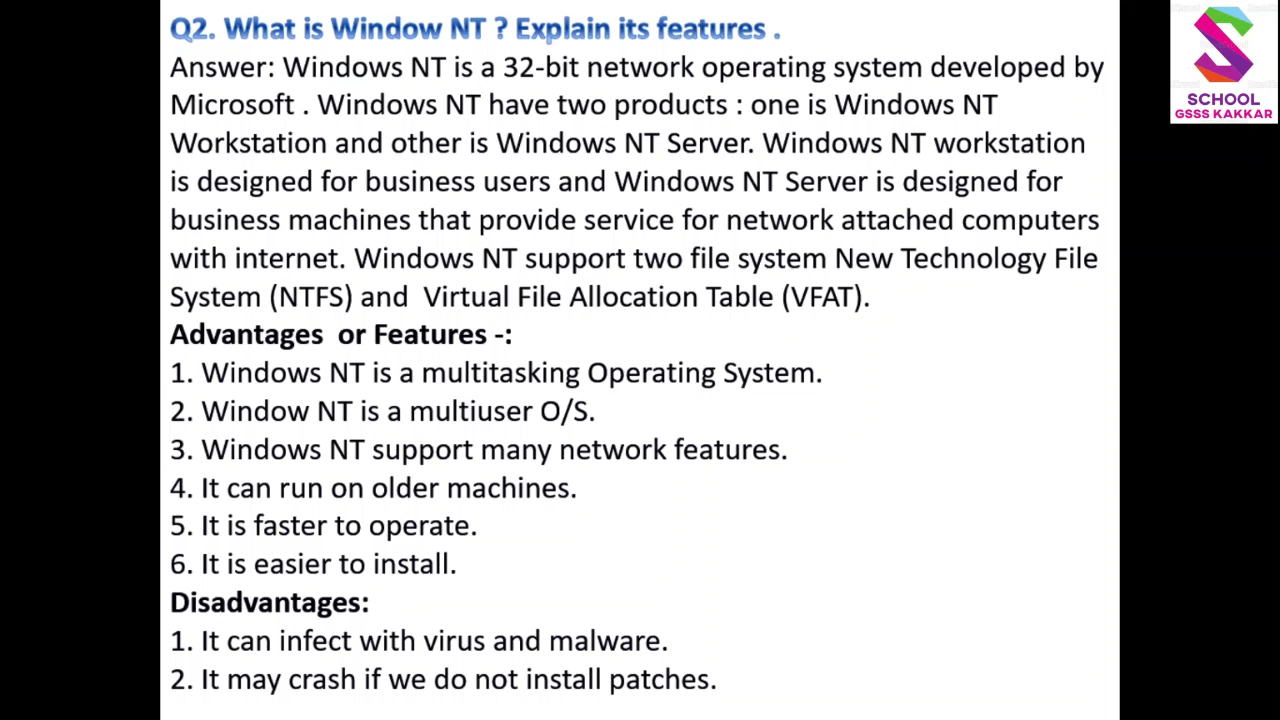 Q2. What is Window NT ? Explain its features .
Answer: Windows NT is a 32-bit network operating system developed by
Microsoft . Windows NT have two products : one is Windows NT
Workstation and other is Windows NT Server. Windows NT workstation
is designed for business users and Windows NT Server is designed for
business machines that provide service for network attached computers
with internet. Windows NT support two file system New Technology File
System (NTFS) and  Virtual File Allocation Table (VFAT).
Advantages  or Features -:
1. Windows NT is a multitasking Operating System.
2. Window NT is a multiuser O/S.
3. Windows NT support many network features.
4. It can run on older machines.
5. It is faster to operate.
6. It is easier to install.
Disadvantages:
1. It can infect with virus and malware.
2. It may crash if we do not install patches.
SCHOOL
GSSS KAKKAR